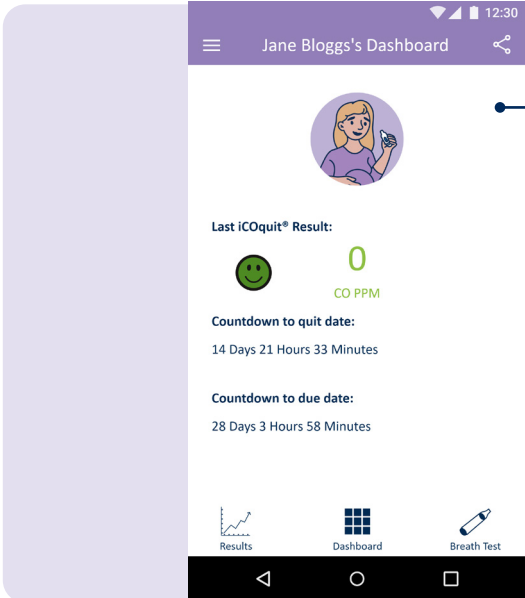 12:30
Jane Bloggs's Dashboard
Last iCOquit® Result:
0
CO PPM
Countdown to quit date:
14 Days 21 Hours 33 Minutes
Countdown to due date:
28 Days 3 Hours 58 Minutes
Results Dashboard Breath Test